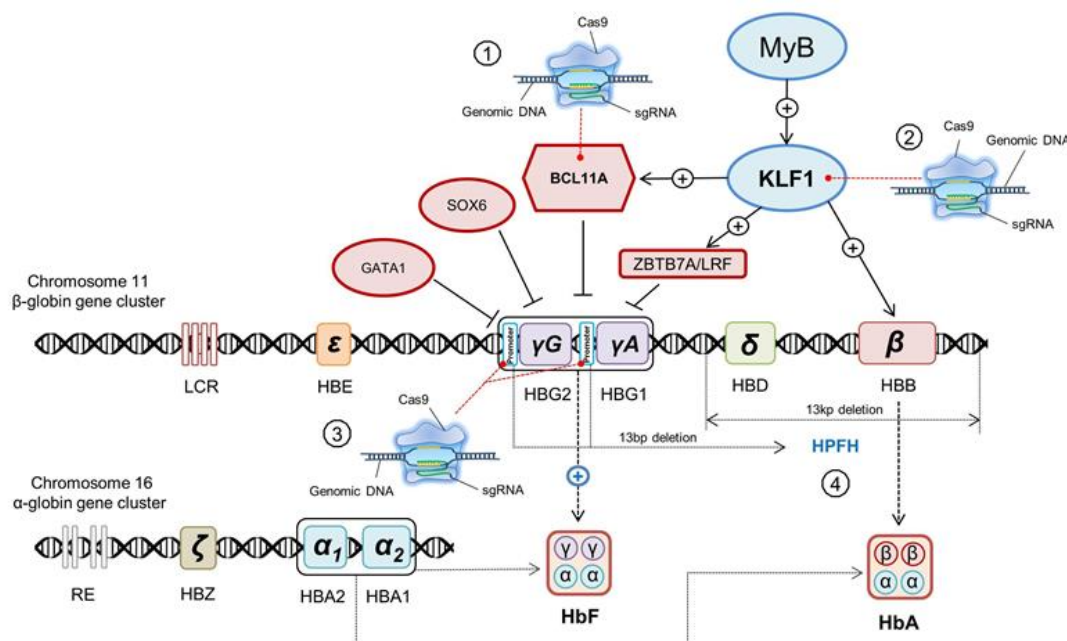 Cas9
①
Genomic DNA
sgRNA
MyB
+
②
Cas9
Genomic DNA
sgRNA
BCL11A
+
KLF1
SOX6
+
+
GATA1
ZBTB7A/LRF
Chromosome 11
β-globin gene cluster
ε
Promoter
γG
Promoter
γA
δ
β
LCR
HBE
HBG2
HBG1
HBD
HBB
13kp deletion
③
Cas9
Genomic DNA
sgRNA
13bp deletion
HPFH
④
+
Chromosome 16
α-globin gene cluster
ζ
α1
α2
RE
HBZ
HBA2
HBA1
γ γ
α α
HbF
β β
α α
HbA